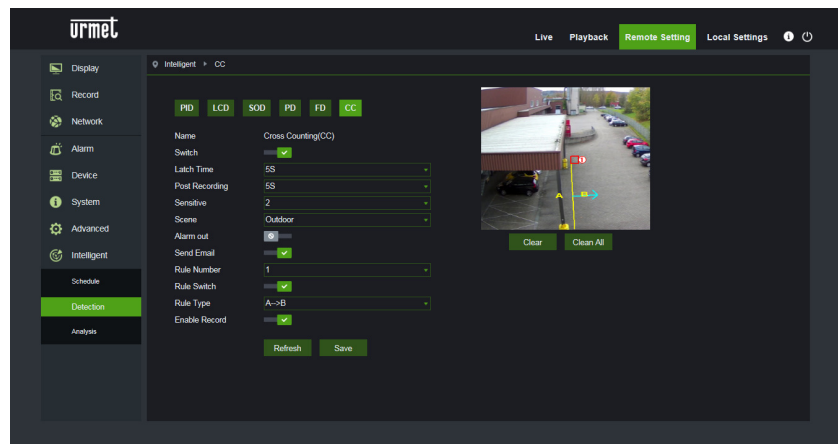 urmet
Live Playback Remote Setting Local Settings
Display
Record
Network
Alarm
Device
System
Advanced
Intelligent
Schedule
Detection
Analysis
Intelligent CC
PID LCD SOD PD FD CC
Name Cross Counting(CC)
Switch
Latch Time 5S
Post Recording 5S
Sensitive 2
Scene Outdoor
Alarm out
Send Email
Rule Number 1
Rule Switch
Rule Type A-->B
Enable Record
Refresh Save
1
A B
Clear Clean All